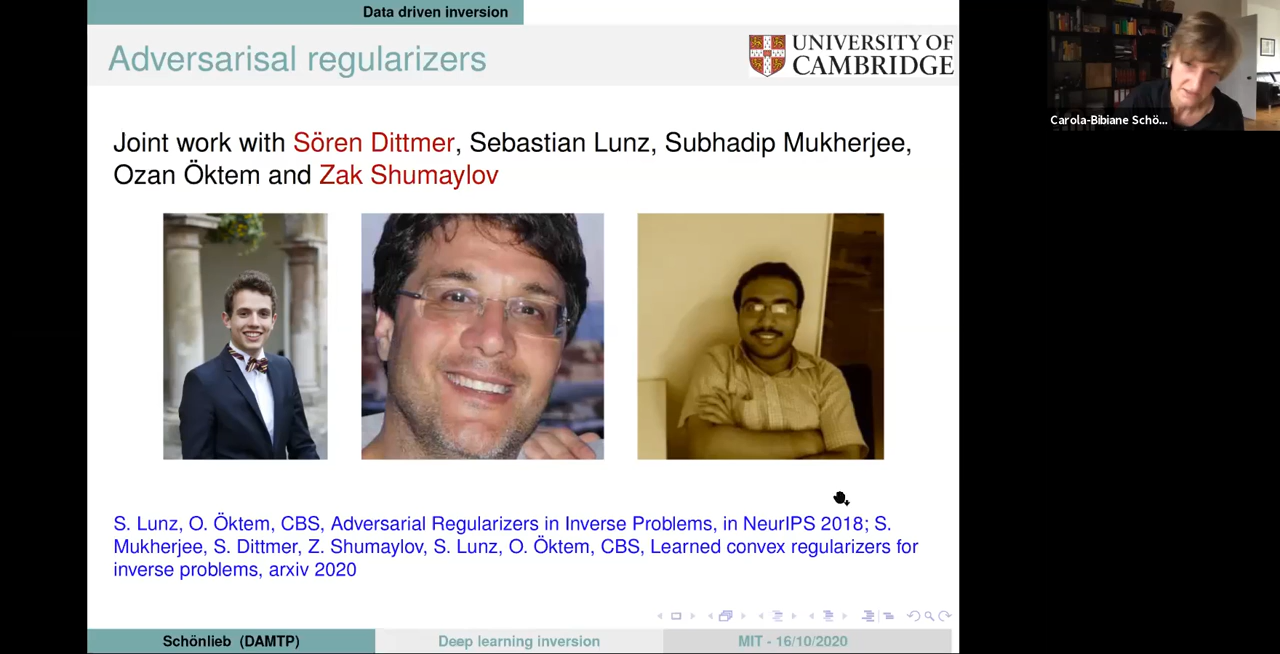 Data driven inversion
Adversarisal regularizers
UNIVERSITY OF
CAMBRIDGE
Carola-Bibiane Schö...
Joint work with Sören Dittmer, Sebastian Lunz, Subhadip Mukherjee,
Ozan Öktem and Zak Shumaylov
S. Lunz, O. Öktem, CBS, Adversarial Regularizers in Inverse Problems, in NeurIPS 2018; S.
Mukherjee, S. Dittmer, Z. Shumaylov, S. Lunz, O. Öktem, CBS, Learned convex regularizers for
inverse problems, arxiv 2020
Schönlieb (DAMTP)
Deep learning inversion
MIT - 16/10/2020